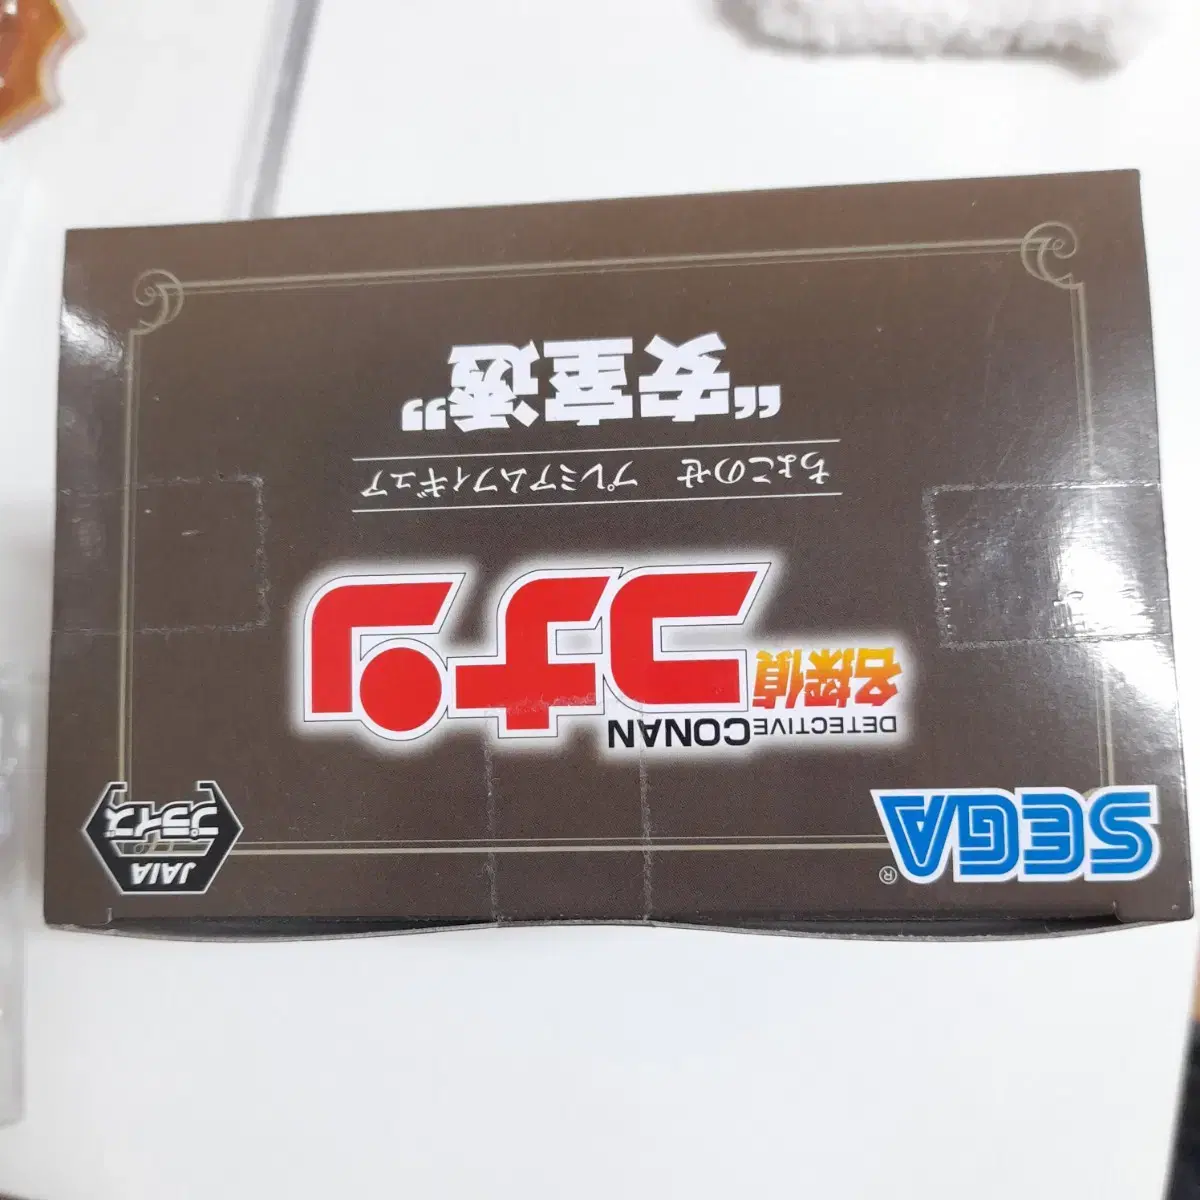 SEGA®
JAIA
プライズ
DETECTIVE CONAN
名探偵
コナン
ちょこのせ プレミアムフィギュア
“安室透”